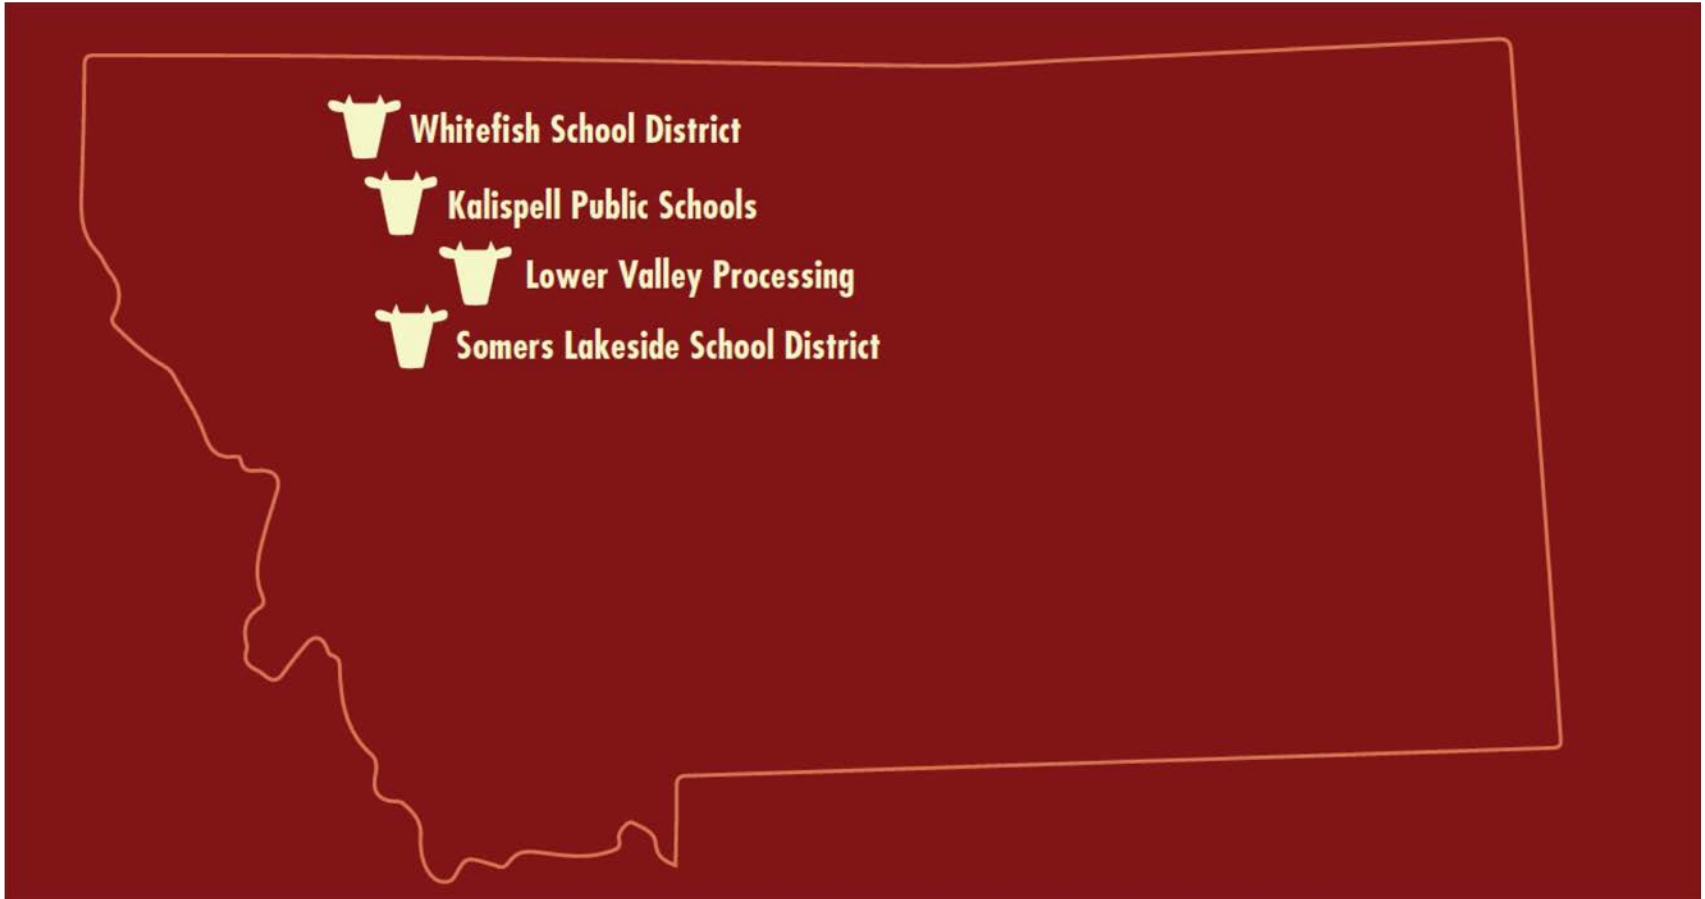 Whitefish School District
Kalispell Public Schools
Lower Valley Processing
Somers Lakeside School District